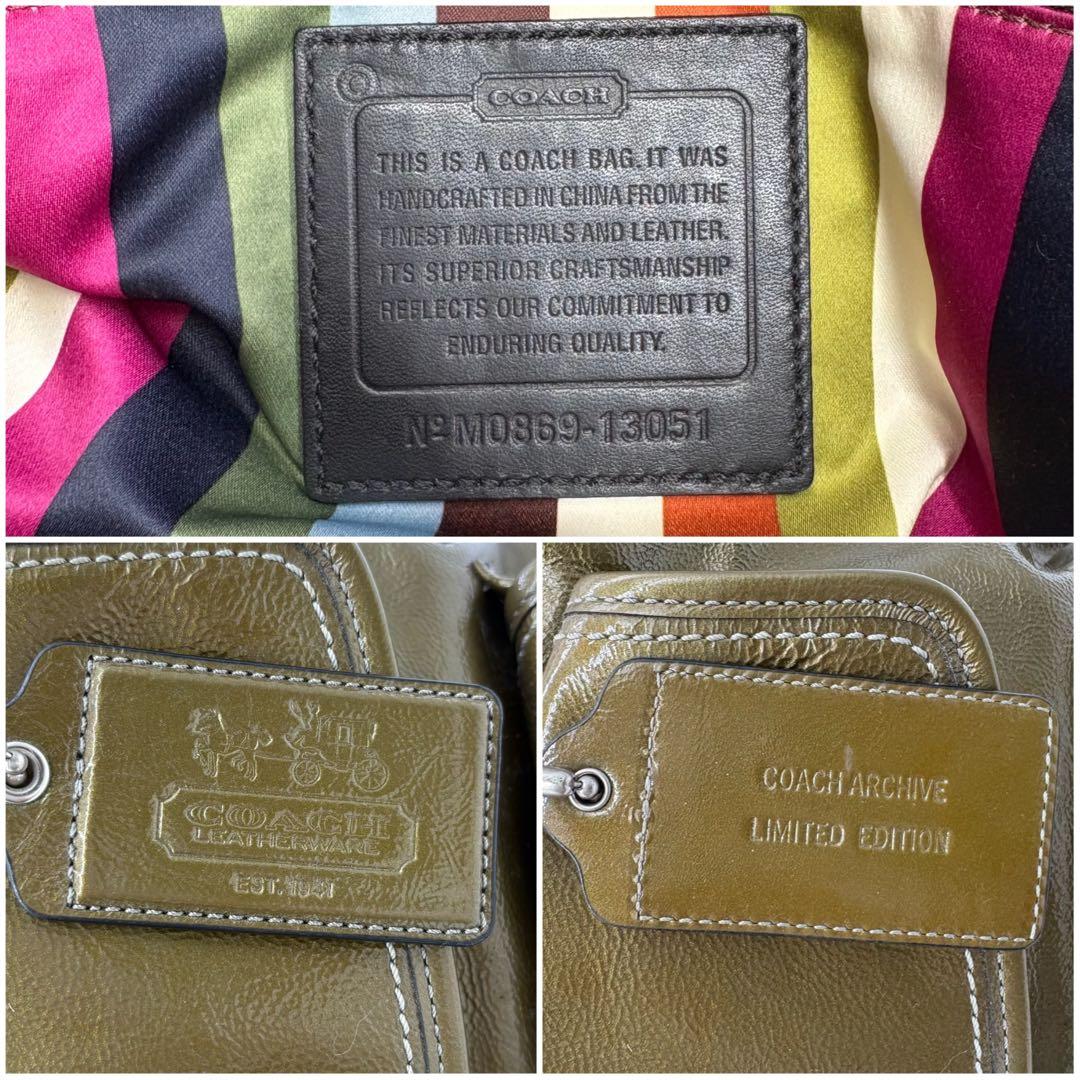 ©
COACH
THIS IS A COACH BAG. IT WAS
HANDCRAFTED IN CHINA FROM THE
FINEST MATERIALS AND LEATHER.
ITS SUPERIOR CRAFTSMANSHIP
REFLECTS OUR COMMITMENT TO
ENDURING QUALITY.
Nº M0869-13051
COACH
LEATHERWARE
EST. 1941
COACH ARCHIVE
LIMITED EDITION